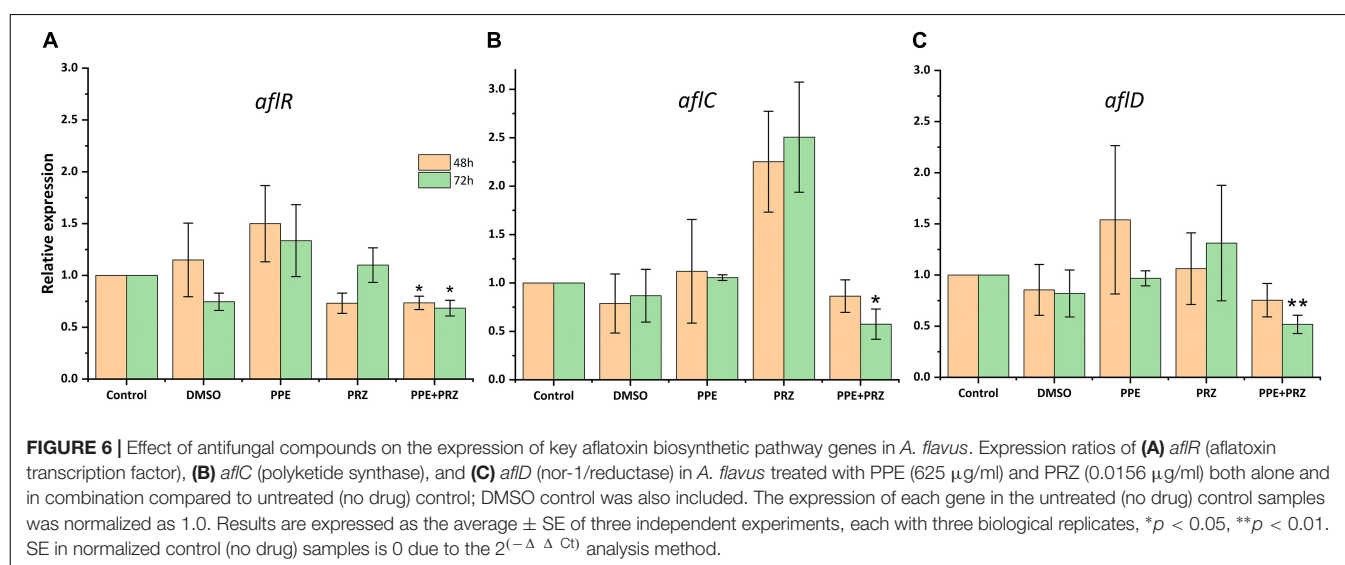 A
3.0
2.5
2.0
1.5
1.0
0.5
0.0
Relative expression
aflR
48h
72h
Control DMSO PPE PRZ PPE+PRZ
* *
B
3.0
2.5
2.0
1.5
1.0
0.5
0.0
aflC
Control DMSO PPE PRZ PPE+PRZ
*
C
3.0
2.5
2.0
1.5
1.0
0.5
0.0
aflD
Control DMSO PPE PRZ PPE+PRZ
**
FIGURE 6 | Effect of antifungal compounds on the expression of key aflatoxin biosynthetic pathway genes in A. flavus. Expression ratios of (A) aflR (aflatoxin
transcription factor), (B) aflC (polyketide synthase), and (C) aflD (nor-1/reductase) in A. flavus treated with PPE (625 μg/ml) and PRZ (0.0156 μg/ml) both alone and
in combination compared to untreated (no drug) control; DMSO control was also included. The expression of each gene in the untreated (no drug) control samples
was normalized as 1.0. Results are expressed as the average ± SE of three independent experiments, each with three biological replicates, *p < 0.05, **p < 0.01.
SE in normalized control (no drug) samples is 0 due to the 2(−Δ Δ Ct) analysis method.